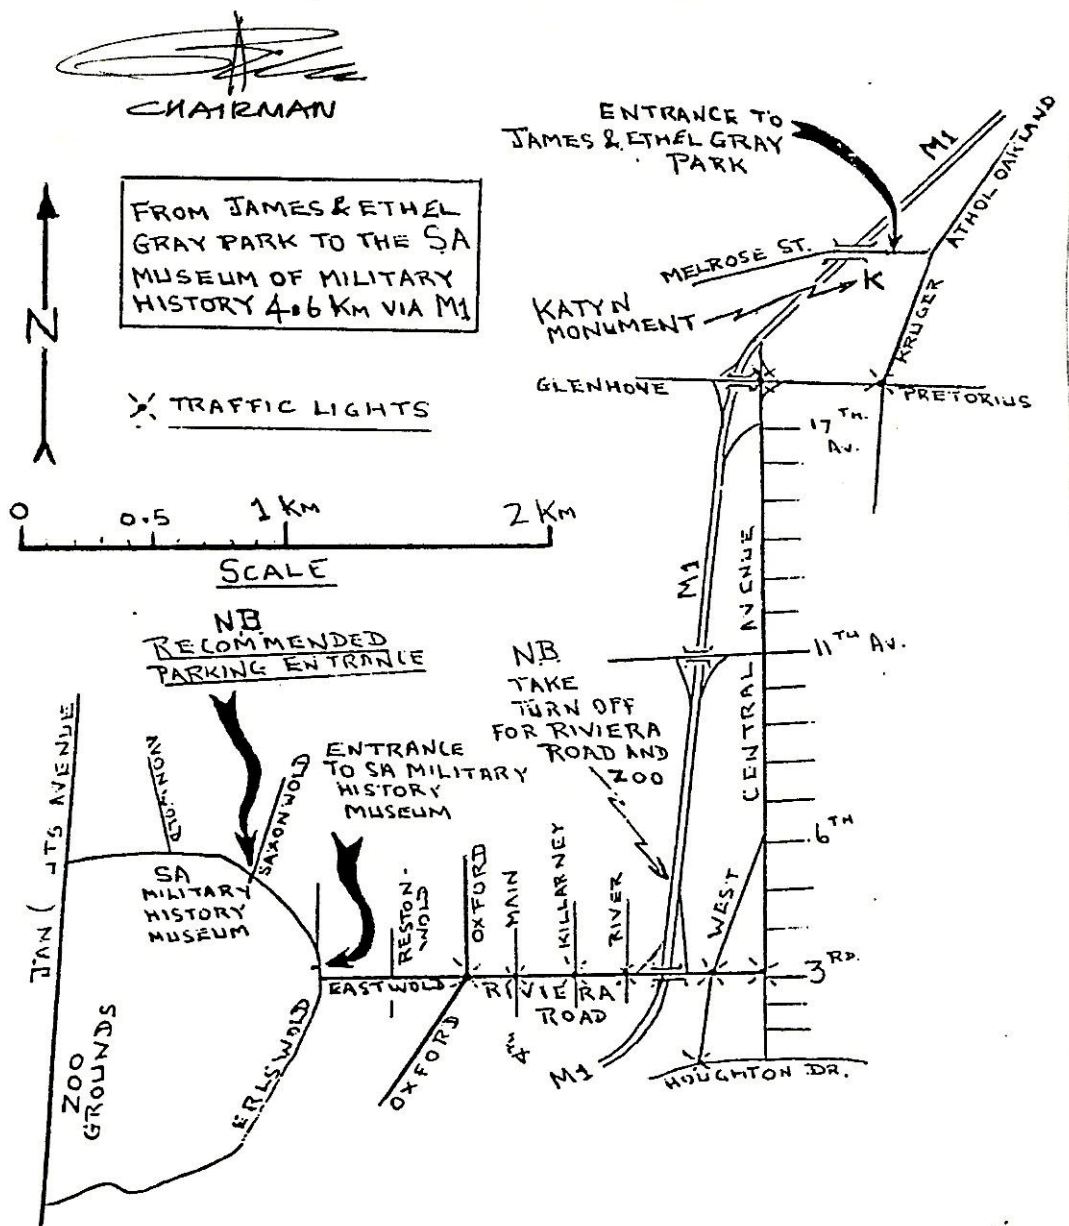 CHAIRMAN
ENTRANCE TO
JAMES & ETHEL GRAY
PARK
M1
ATHOL OAKLAND
FROM JAMES & ETHEL
GRAY PARK TO THE SA
MUSEUM OF MILITARY
HISTORY 4.6 KM VIA M1
MELROSE ST.
K
KATYN
MONUMENT
N
KRUGER
GLENHOVE
PRETORIUS
TRAFFIC LIGHTS
17TH.
AV.
0
0.5
1 KM
2 KM
SCALE
M1
CENTRAL AVENUE
NB
RECOMMENDED
PARKING ENTRANCE
11TH AV.
NB.
TAKE
TURN OFF
FOR RIVIERA
ROAD AND
ZOO
ENTRANCE
TO SA MILITARY
HISTORY
MUSEUM
SAXONWOLD
6TH
SA
MILITARY
HISTORY
MUSEUM
JAN
AVENUE
RESTON-
WOLD
OXFORD
MAIN
KILLARNEY
RIVER
WEST
3RD.
EASTWOLD
RIVIERA
ROAD
OXFORD
M1
HOUGHTON DR.
ERLSWOLD
ZOO
GROUNDS